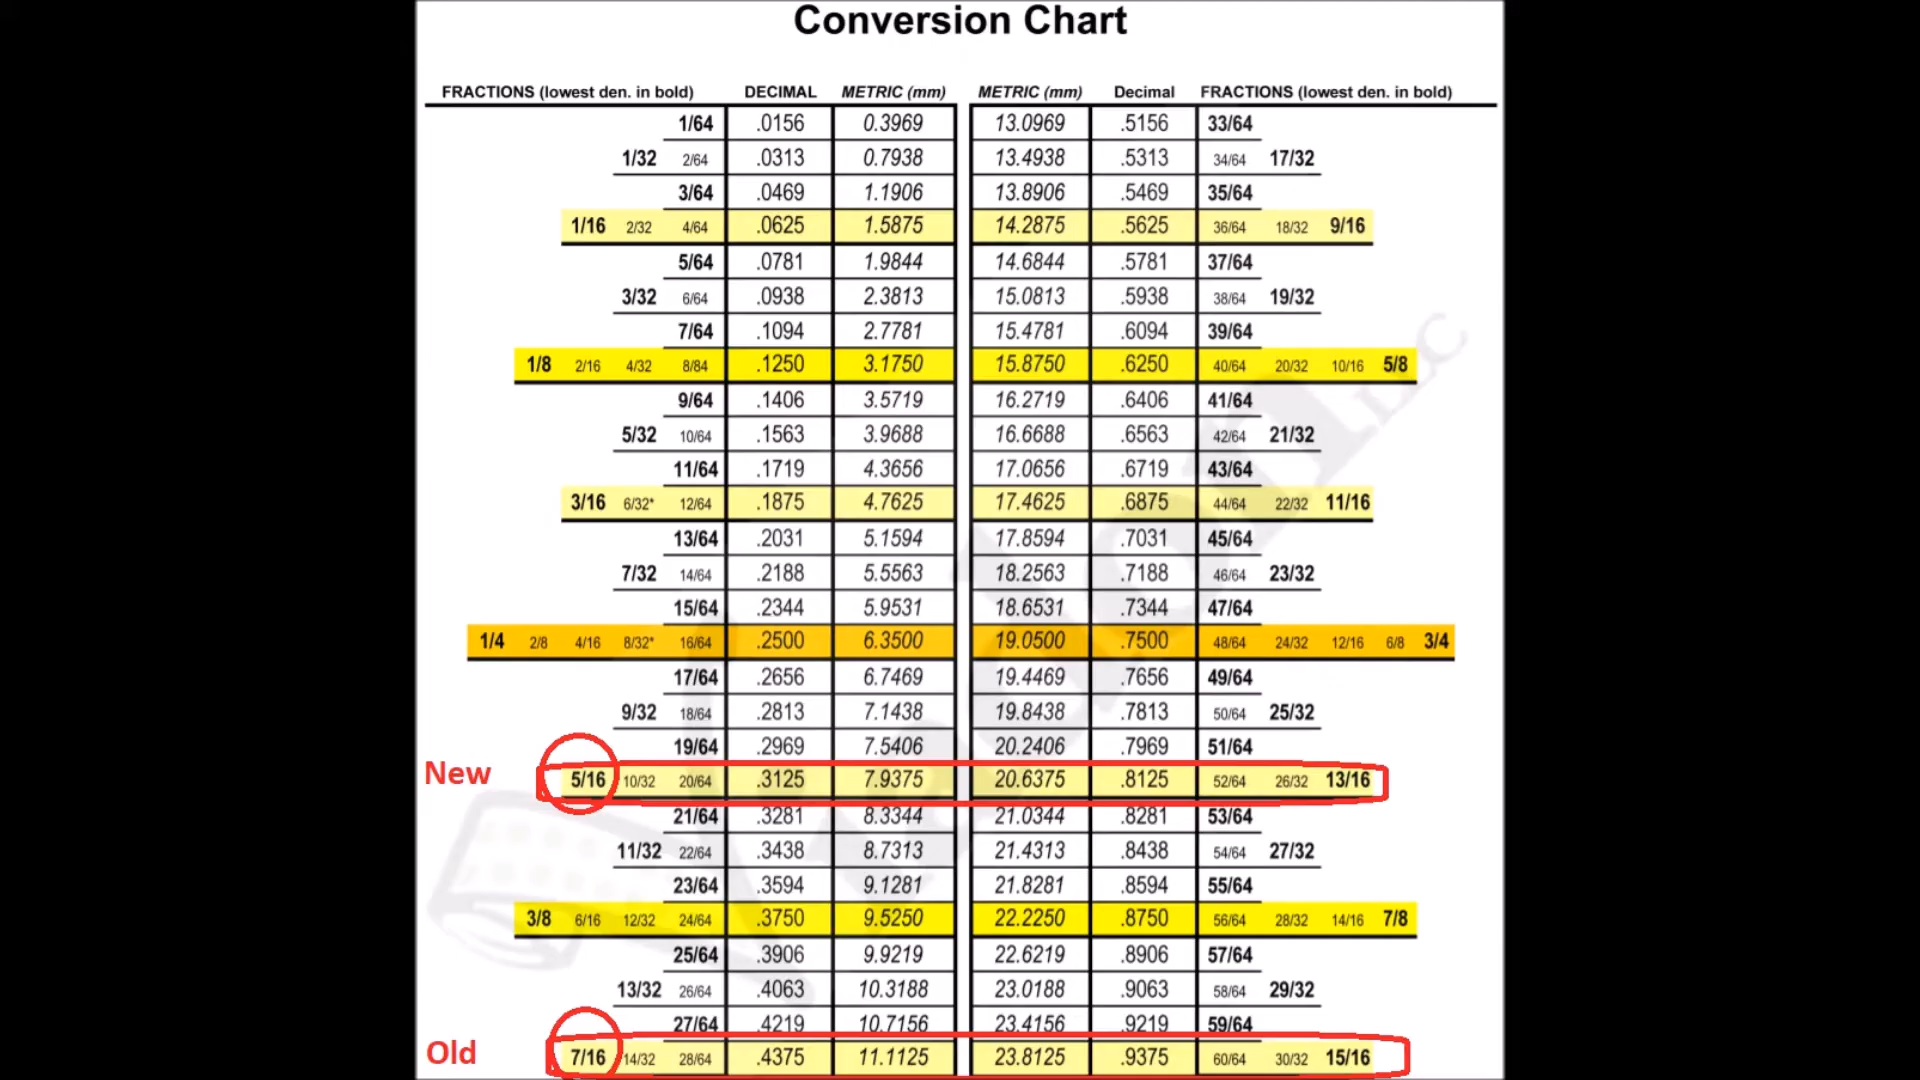 Conversion Chart
FRACTIONS (lowest den. in bold) DECIMAL METRIC (mm) METRIC (mm) Decimal FRACTIONS (lowest den. in bold)
1/64 .0156 0.3969 13.0969 .5156 33/64
1/32 2/64 .0313 0.7938 13.4938 .5313 34/64 17/32
3/64 .0469 1.1906 13.8906 .5469 35/64
1/16 2/32 4/64 .0625 1.5875 14.2875 .5625 36/64 18/32 9/16
5/64 .0781 1.9844 14.6844 .5781 37/64
3/32 6/64 .0938 2.3813 15.0813 .5938 38/64 19/32
7/64 .1094 2.7781 15.4781 .6094 39/64
1/8 2/16 4/32 8/84 .1250 3.1750 15.8750 .6250 40/64 20/32 10/16 5/8
9/64 .1406 3.5719 16.2719 .6406 41/64
5/32 10/64 .1563 3.9688 16.6688 .6563 42/64 21/32
11/64 .1719 4.3656 17.0656 .6719 43/64
3/16 6/32* 12/64 .1875 4.7625 17.4625 .6875 44/64 22/32 11/16
13/64 .2031 5.1594 17.8594 .7031 45/64
7/32 14/64 .2188 5.5563 18.2563 .7188 46/64 23/32
15/64 .2344 5.9531 18.6531 .7344 47/64
1/4 2/8 4/16 8/32* 16/64 .2500 6.3500 19.0500 .7500 48/64 24/32 12/16 6/8 3/4
17/64 .2656 6.7469 19.4469 .7656 49/64
9/32 18/64 .2813 7.1438 19.8438 .7813 50/64 25/32
19/64 .2969 7.5406 20.2406 .7969 51/64
New 5/16 10/32 20/64 .3125 7.9375 20.6375 .8125 52/64 26/32 13/16
21/64 .3281 8.3344 21.0344 .8281 53/64
11/32 22/64 .3438 8.7313 21.4313 .8438 54/64 27/32
23/64 .3594 9.1281 21.8281 .8594 55/64
3/8 6/16 12/32 24/64 .3750 9.5250 22.2250 .8750 56/64 28/32 14/16 7/8
25/64 .3906 9.9219 22.6219 .8906 57/64
13/32 26/64 .4063 10.3188 23.0188 .9063 58/64 29/32
27/64 .4219 10.7156 23.4156 .9219 59/64
Old 7/16 14/32 28/64 .4375 11.1125 23.8125 .9375 60/64 30/32 15/16